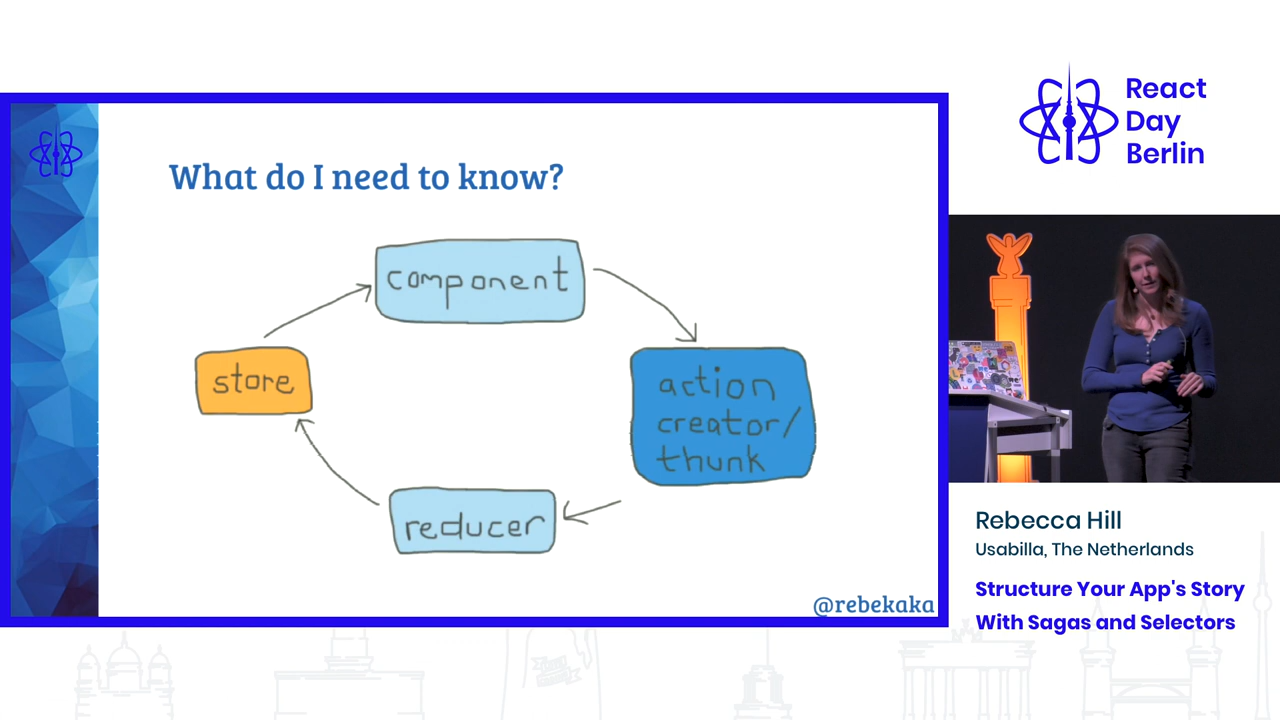 What do I need to know?
component
store
action
creator/
thunk
reducer
@rebekaka
React
Day
Berlin
Rebecca Hill
Usabilla, The Netherlands
Structure Your App's Story
With Sagas and Selectors